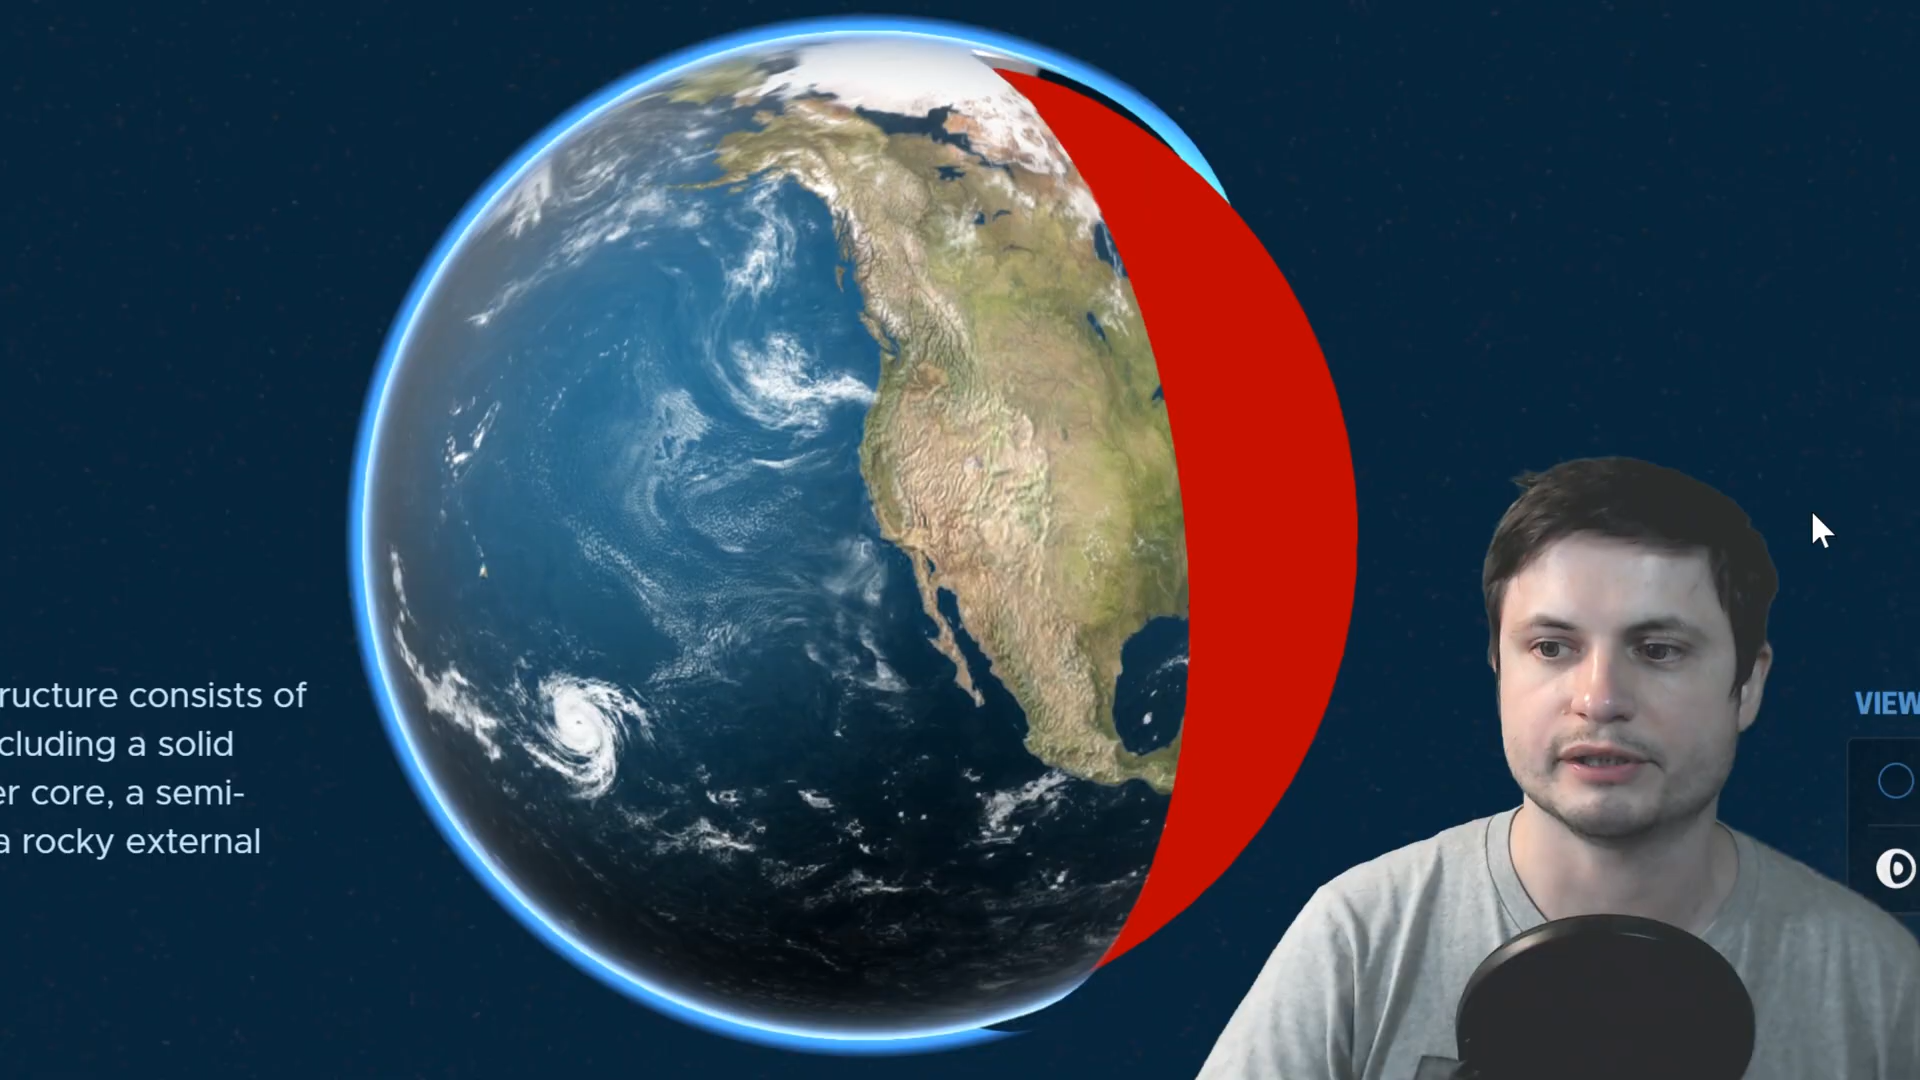 ructure consists of
cluding a solid
er core, a semi-
a rocky external
VIEW